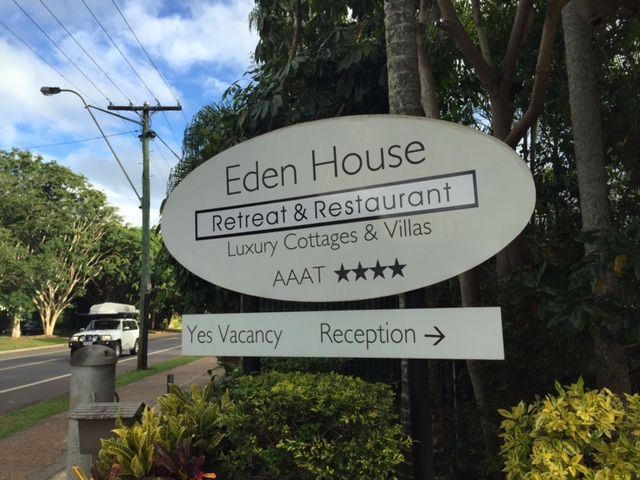 Eden House
Retreat & Restaurant
Luxury Cottages & Villas
AAAT ★★★★
Yes Vacancy Reception →